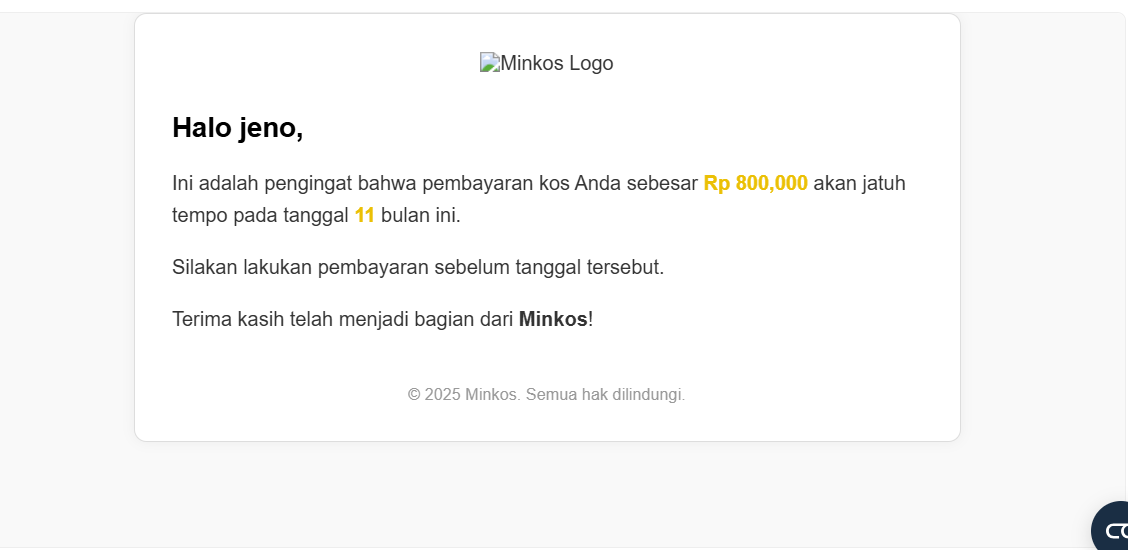 Minkos Logo
Halo jeno,
Ini adalah pengingat bahwa pembayaran kos Anda sebesar Rp 800,000 akan jatuh
tempo pada tanggal 11 bulan ini.
Silakan lakukan pembayaran sebelum tanggal tersebut.
Terima kasih telah menjadi bagian dari Minkos!
© 2025 Minkos. Semua hak dilindungi.